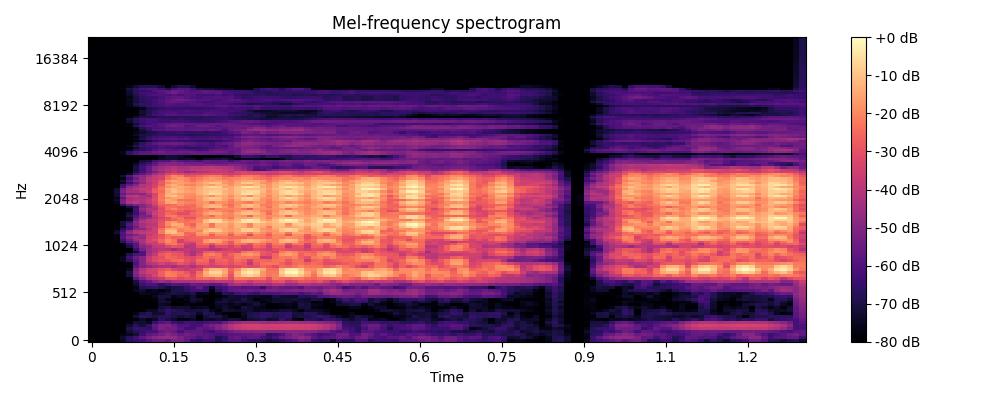 Mel-frequency spectrogram
Hz
16384
8192
4096
2048
1024
512
0
0 0.15 0.3 0.45 0.6 0.75 0.9 1.1 1.2
Time
+0 dB
-10 dB
-20 dB
-30 dB
-40 dB
-50 dB
-60 dB
-70 dB
-80 dB